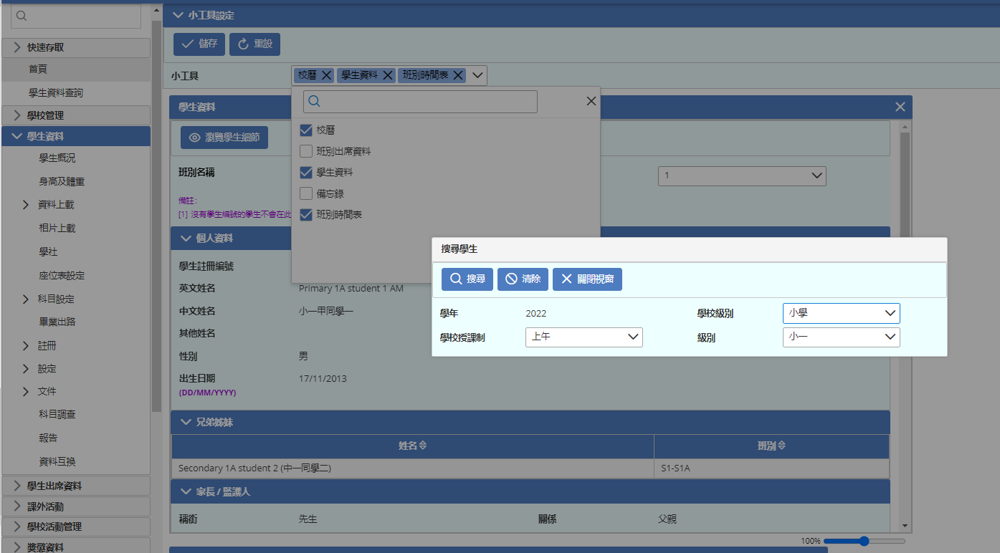 小工具設定
快速存取
首頁
學生資料查詢
學校管理
學生資料
學生概況
身高及體重
資料上載
相片上載
學社
座位表設定
科目設定
畢業出路
註冊
設定
文件
科目調查
報告
資料互換
學生出席資料
課外活動
學校活動管理
獎懲資料
儲存 重設
小工具 校曆 學生資料 班別時間表
校曆
班別出席資料
學生資料
備忘錄
班別時間表
學生資料
瀏覽學生細節
班別名稱 1
備註:
[1] 沒有學生編號的學生不會在此
個人資料
學生註冊編號
英文姓名 Primary 1A student 1 AM
中文姓名 小一甲同學一
其他姓名
性別 男
出生日期 17/11/2013
(DD/MM/YYYY)
搜尋學生
搜尋 清除 關閉視窗
學年 2022 學校級別 小學
學校授課制 上午 級別 小一
兄弟姊妹
姓名 班別
Secondary 1A student 2 (中一同學二) S1-S1A
家長 / 監護人
稱銜 先生 關係 父親
100%